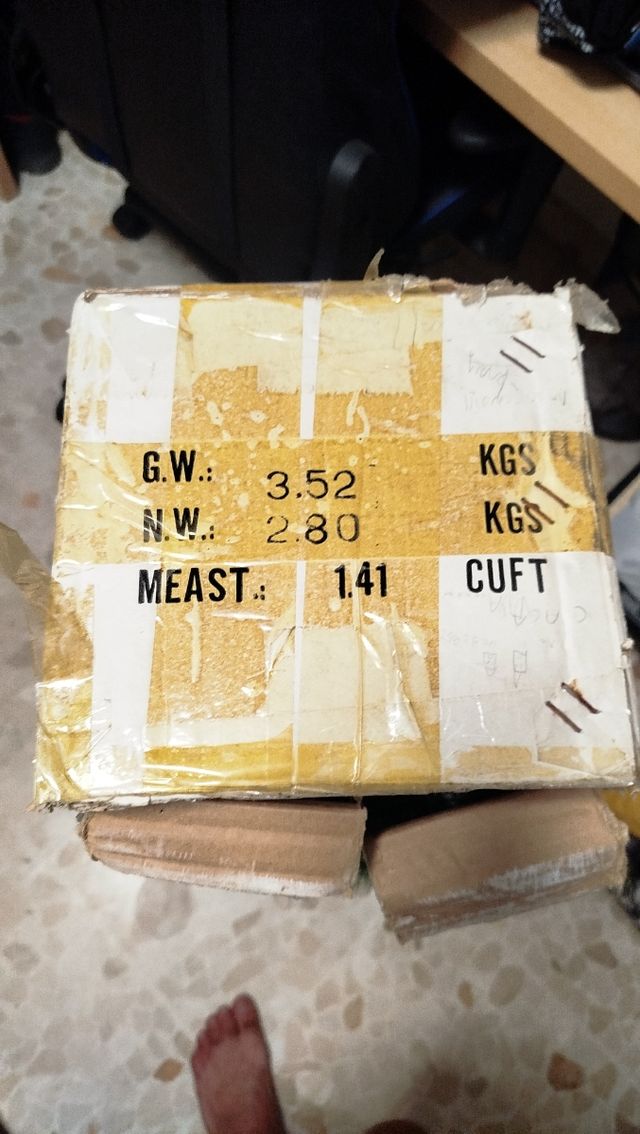 G.W.: 3.52 KGS
N.W.: 2.80 KGS
MEAST.: 1.41 CUFT